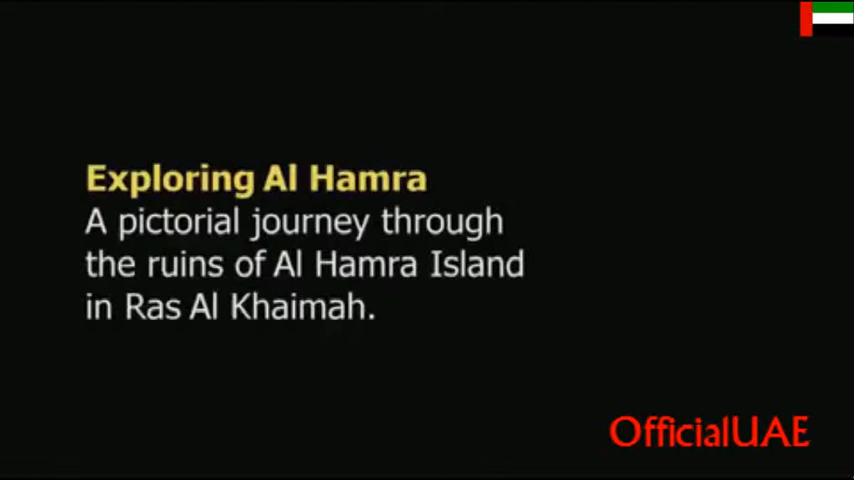 Exploring Al Hamra
A pictorial journey through
the ruins of Al Hamra Island
in Ras Al Khaimah.
OfficialUAE